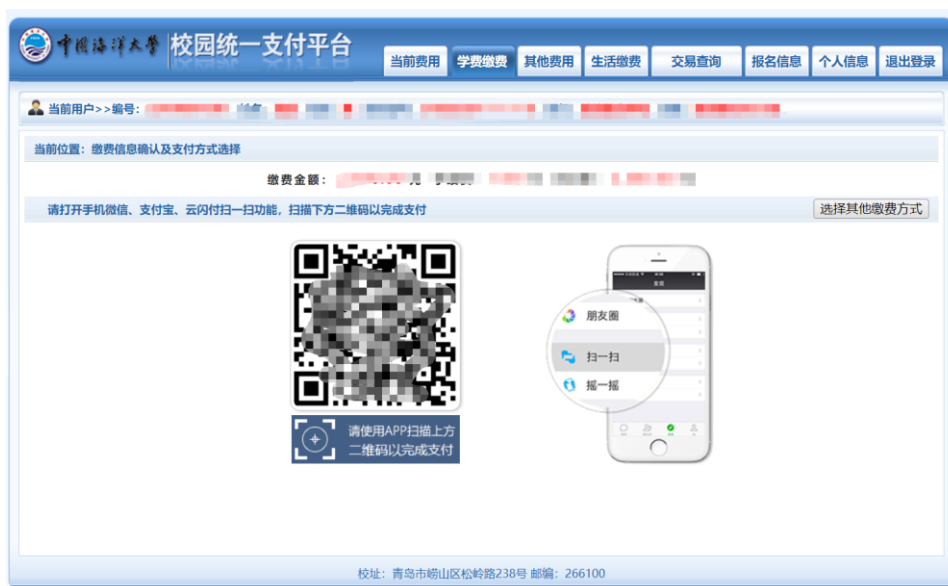 中国海洋大学 校园统一支付平台
当前费用 学费缴费 其他费用 生活缴费 交易查询 报名信息 个人信息 退出登录
当前用户>>编号：
当前位置：缴费信息确认及支付方式选择
缴费金额：
请打开手机微信、支付宝、云闪付扫一扫功能，扫描下方二维码以完成支付 选择其他缴费方式
发现
朋友圈
扫一扫
摇一摇
请使用APP扫描上方
二维码以完成支付
校址：青岛市崂山区松岭路238号 邮编：266100